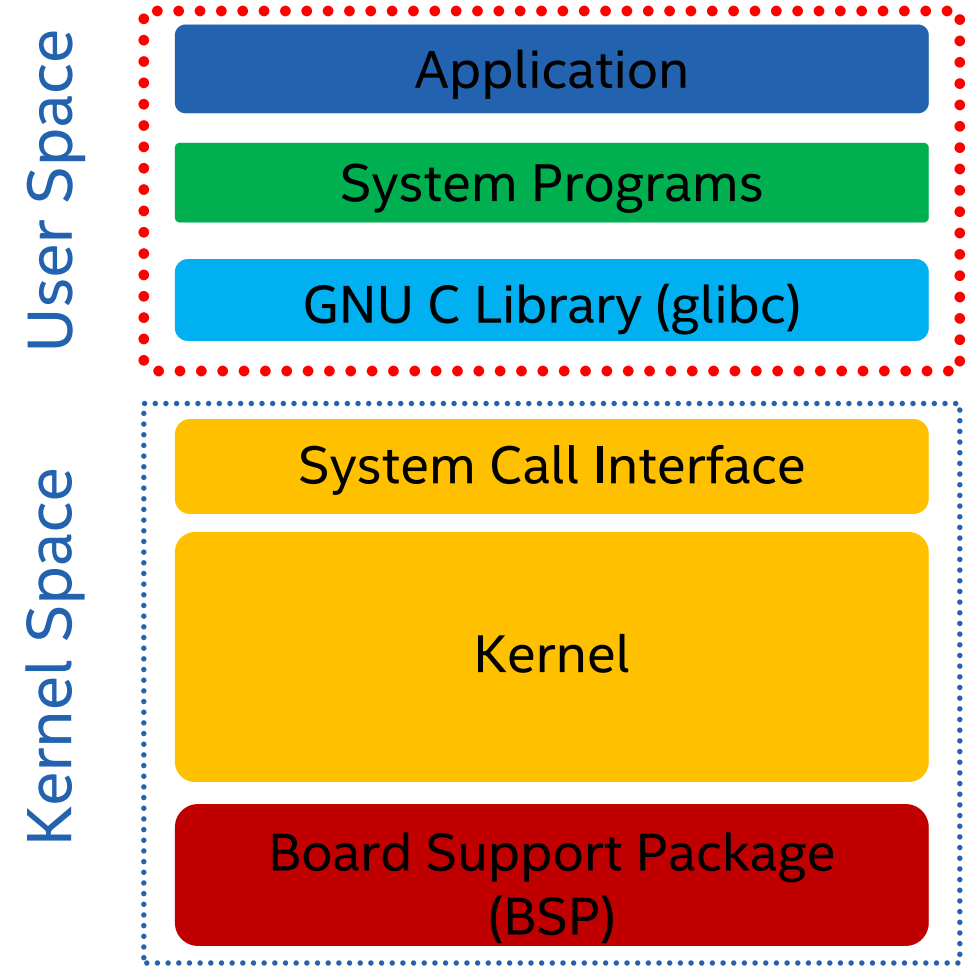 User Space
Application
System Programs
GNU C Library (glibc)
Kernel Space
System Call Interface
Kernel
Board Support Package
(BSP)